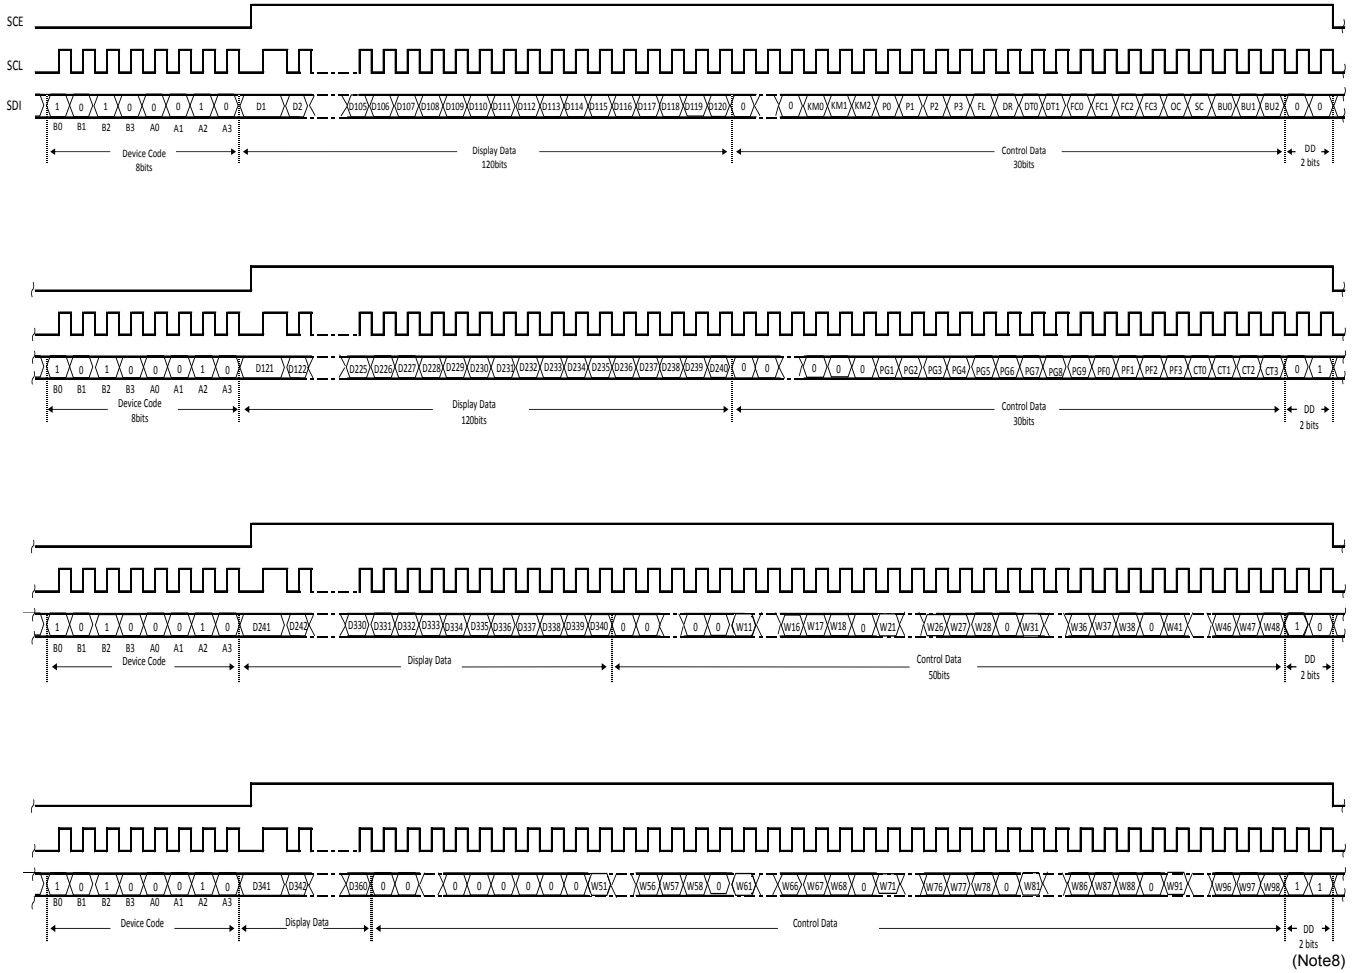 SCE
SCL
SDI 1 0 1 0 0 0 1 0 D1 D2 D105 D106 D107 D108 D109 D110 D111 D112 D113 D114 D115 D116 D117 D118 D119 D120 0 0 KM0 KM1 KM2 P0 P1 P2 P3 FL DR DT0 DT1 FC0 FC1 FC2 FC3 OC SC BU0 BU1 BU2 0 0
B0 B1 B2 B3 A0 A1 A2 A3
Device Code Display Data Control Data DD
8bits 120bits 30bits 2 bits
1 0 1 0 0 0 1 0 D121 D122 D225 D226 D227 D228 D229 D230 D231 D232 D233 D234 D235 D236 D237 D238 D239 D240 0 0 0 0 0 PG1 PG2 PG3 PG4 PG5 PG6 PG7 PG8 PG9 PF0 PF1 PF2 PF3 CT0 CT1 CT2 CT3 0 1
B0 B1 B2 B3 A0 A1 A2 A3
Device Code Display Data Control Data DD
8bits 120bits 30bits 2 bits
1 0 1 0 0 0 1 0 D241 D242 D330 D331 D332 D333 D334 D335 D336 D337 D338 D339 D340 0 0 0 0 W11 W16 W17 W18 0 W21 W26 W27 W28 0 W31 W36 W37 W38 0 W41 W46 W47 W48 1 0
B0 B1 B2 B3 A0 A1 A2 A3
Device Code Display Data Control Data DD
50bits 2 bits
1 0 1 0 0 0 1 0 D341 D342 D360 0 0 0 0 0 0 0 0 W51 W56 W57 W58 0 W61 W66 W67 W68 0 W71 W76 W77 W78 0 W81 W86 W87 W88 0 W91 W96 W97 W98 1 1
B0 B1 B2 B3 A0 A1 A2 A3
Device Code Display Data Control Data DD
2 bits
(Note8)